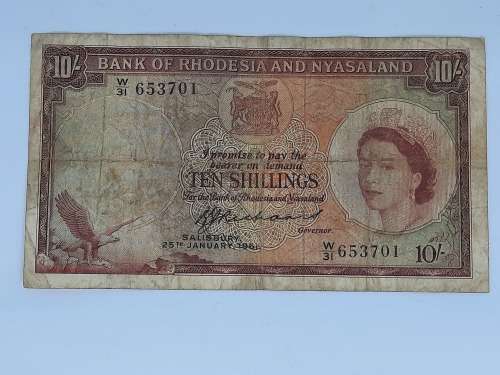 10/- BANK OF RHODESIA AND NYASALAND 10/-
W/31 653701
I promise to pay the
bearer on demand
TEN SHILLINGS
For the Bank of Rhodesia and Nyasaland
Governor.
SALISBURY,
25TH JANUARY, 1961.
W/31 653701
10/-